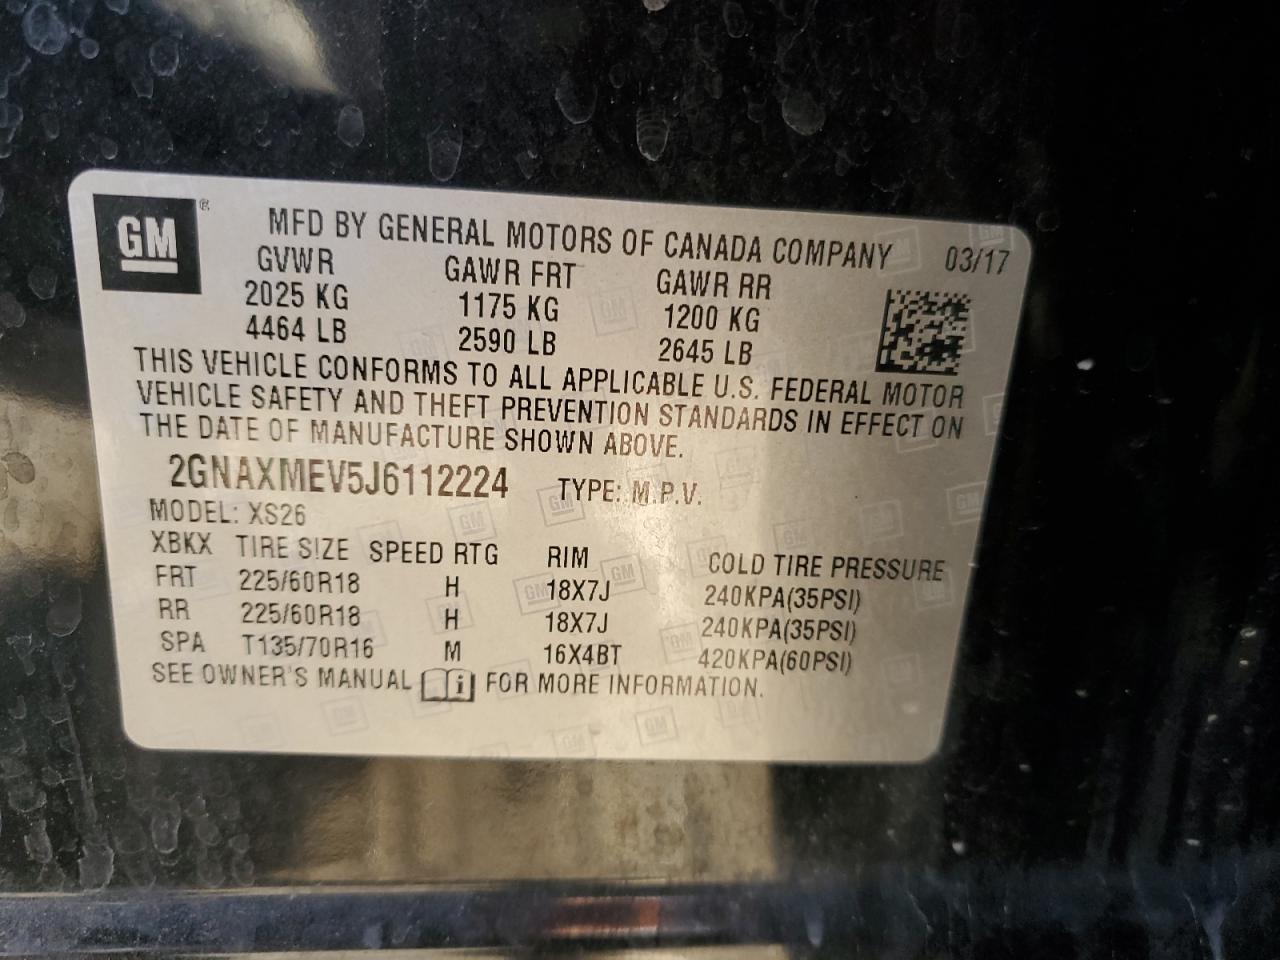 GM®
MFD BY GENERAL MOTORS OF CANADA COMPANY 03/17
GVWR GAWR FRT GAWR RR
2025 KG 1175 KG 1200 KG
4464 LB 2590 LB 2645 LB
THIS VEHICLE CONFORMS TO ALL APPLICABLE U.S. FEDERAL MOTOR
VEHICLE SAFETY AND THEFT PREVENTION STANDARDS IN EFFECT ON
THE DATE OF MANUFACTURE SHOWN ABOVE.
2GNAXMEV5J6112224 TYPE: M.P.V.
MODEL: XS26
XBKX TIRE SIZE SPEED RTG RIM COLD TIRE PRESSURE
FRT 225/60R18 H 18X7J 240KPA(35PSI)
RR 225/60R18 H 18X7J 240KPA(35PSI)
SPA T135/70R16 M 16X4BT 420KPA(60PSI)
SEE OWNER'S MANUAL i FOR MORE INFORMATION.